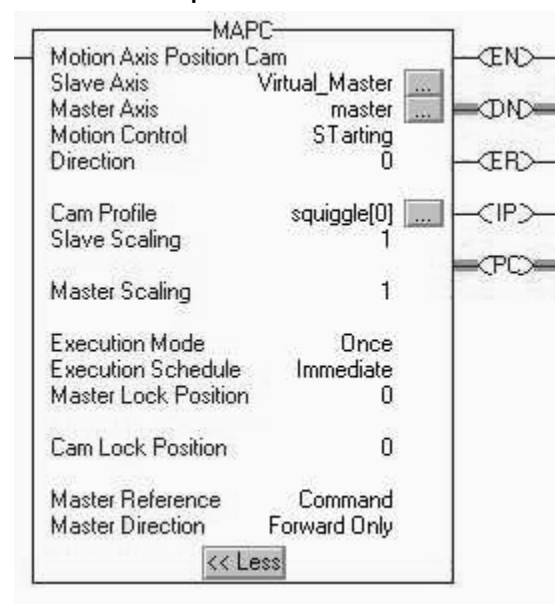 MAPC
Motion Axis Position Cam
EN
Slave Axis Virtual_Master ...
Master Axis master ...
DN
Motion Control STarting
Direction 0
ER
Cam Profile squiggle[0] ...
IP
Slave Scaling 1
PC
Master Scaling 1
Execution Mode Once
Execution Schedule Immediate
Master Lock Position 0
Cam Lock Position 0
Master Reference Command
Master Direction Forward Only
<< Less